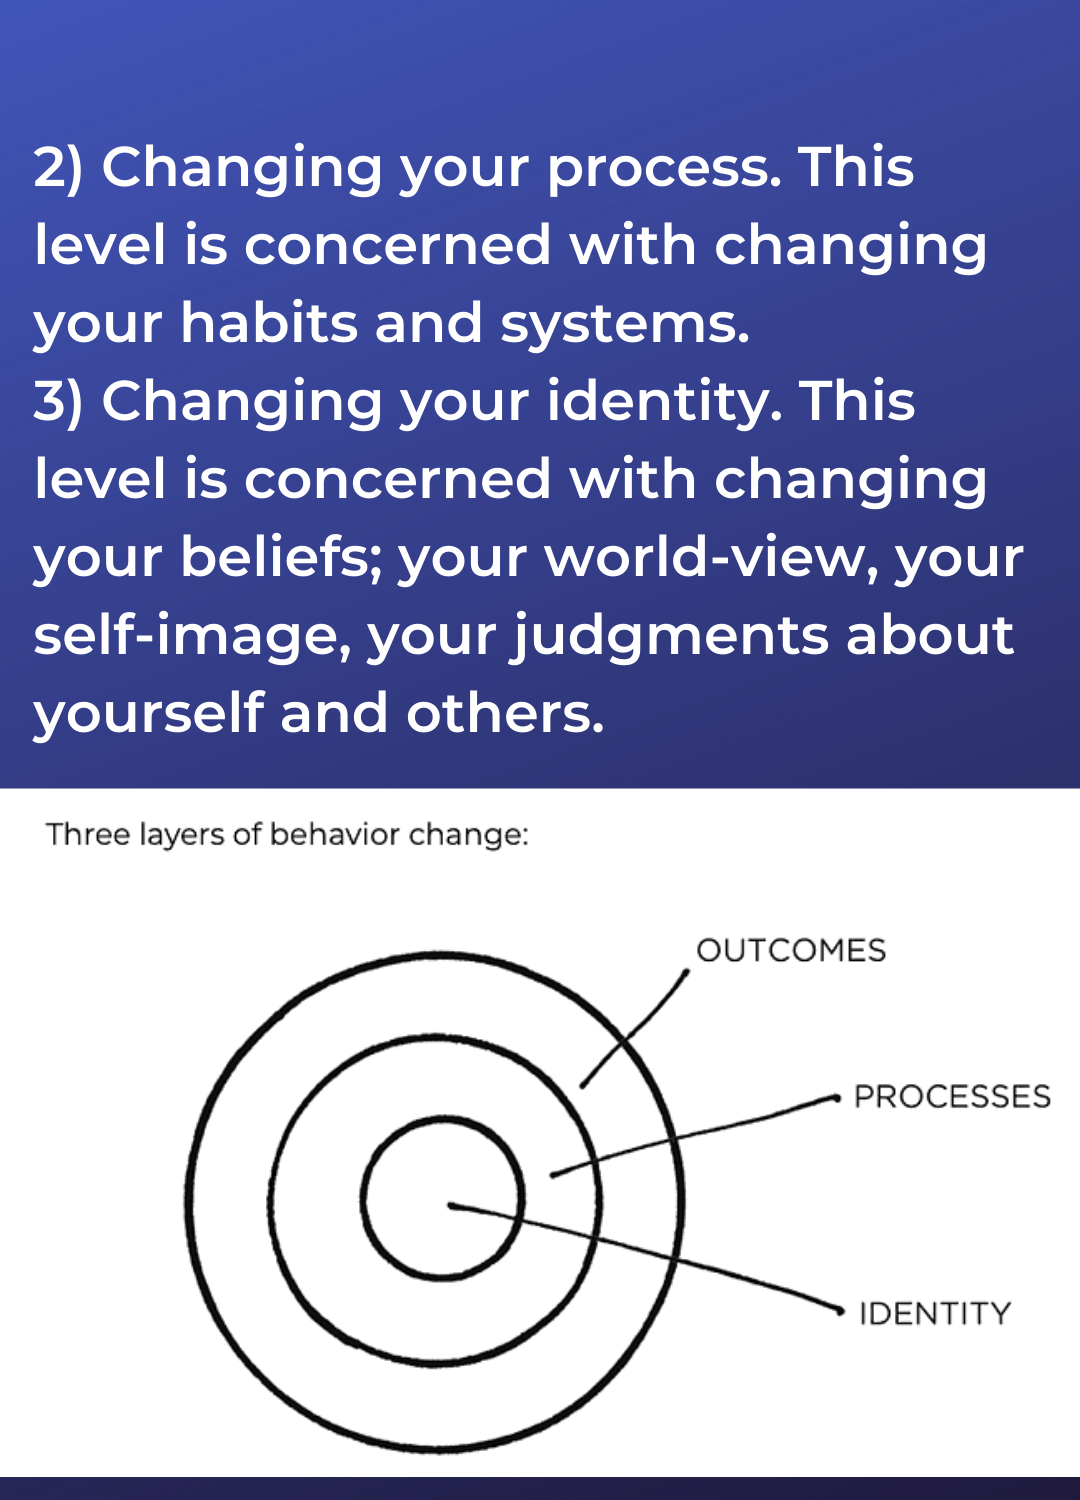 2) Changing your process. This
level is concerned with changing
your habits and systems.
3) Changing your identity. This
level is concerned with changing
your beliefs; your world-view, your
self-image, your judgments about
yourself and others.
Three layers of behavior change:
OUTCOMES
PROCESSES
IDENTITY